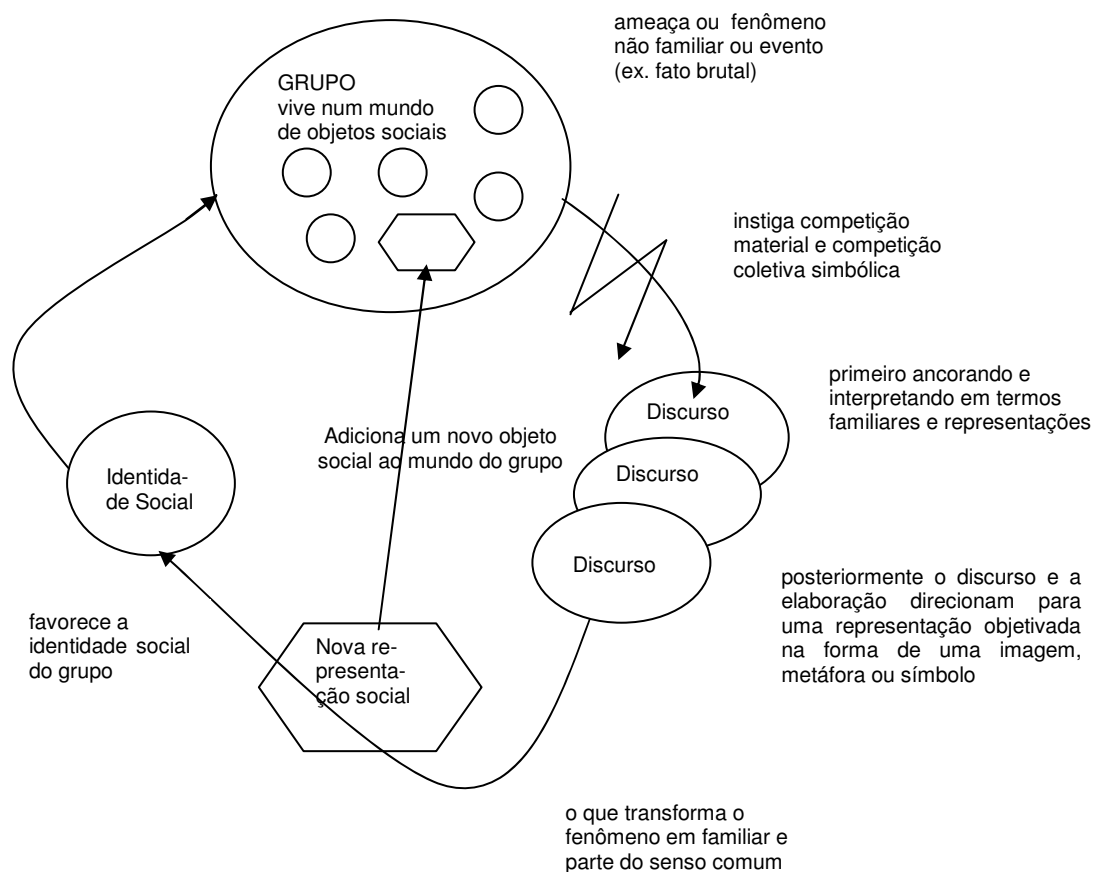 ameaça ou fenômeno
não familiar ou evento
(ex. fato brutal)
GRUPO
vive num mundo
de objetos sociais
instiga competição
material e competição
coletiva simbólica
primeiro ancorando e
interpretando em termos
familiares e representações
Discurso
Discurso
Discurso
Adiciona um novo objeto
social ao mundo do grupo
Identida-
de Social
posteriormente o discurso e a
elaboração direcionam para
uma representação objetivada
na forma de uma imagem,
metáfora ou símbolo
favorece a
identidade social
do grupo
Nova re-
presenta-
ção social
o que transforma o
fenômeno em familiar e
parte do senso comum